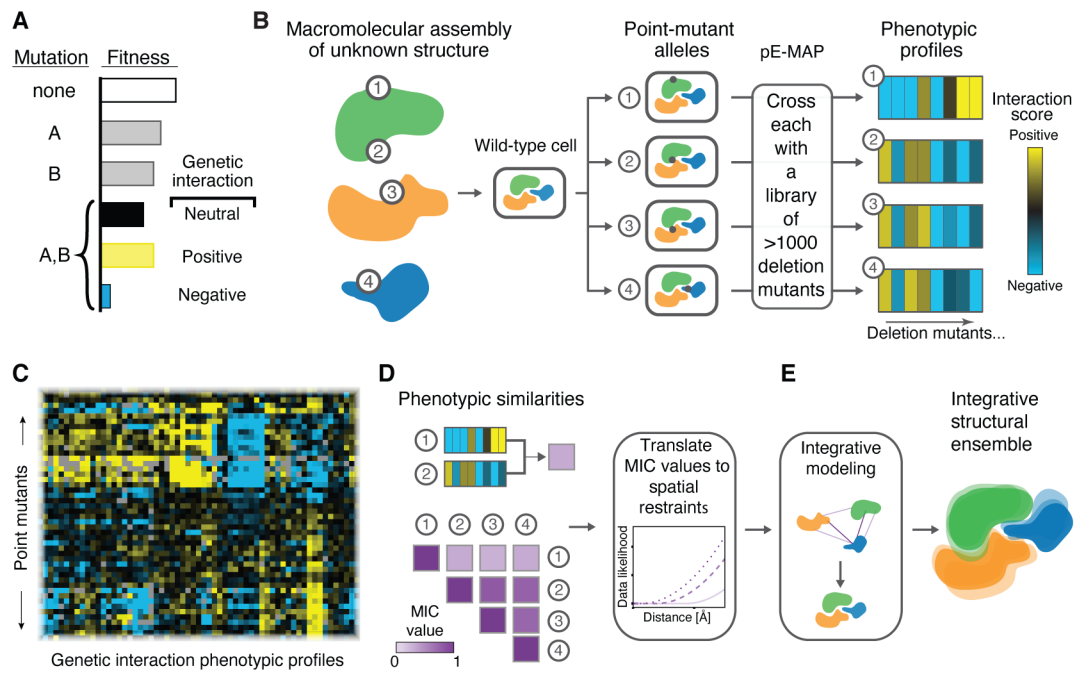 A
Mutation Fitness
none
A
B
Genetic
interaction
Neutral
A,B
Positive
Negative
B
Macromolecular assembly
of unknown structure
1
2
3
4
Wild-type cell
Point-mutant
alleles
1
2
3
4
pE-MAP
Cross
each
with
a
library
of
>1000
deletion
mutants
Phenotypic
profiles
1
2
3
4
Deletion mutants...
Interaction
score
Positive
Negative
C
Point mutants
Genetic interaction phenotypic profiles
D
Phenotypic similarities
1
2
1 2 3 4
1
2
3
4
MIC
value
0 1
Translate
MIC values to
spatial
restraints
Data likelihood
Distance [Å]
E
Integrative
modeling
Integrative
structural
ensemble